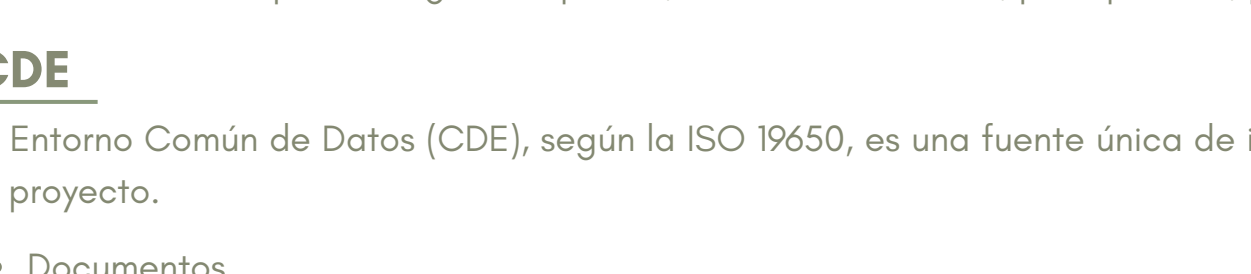 CDE
Entorno Común de Datos (CDE), según la ISO 19650, es una fuente única de
proyecto.
Documentos